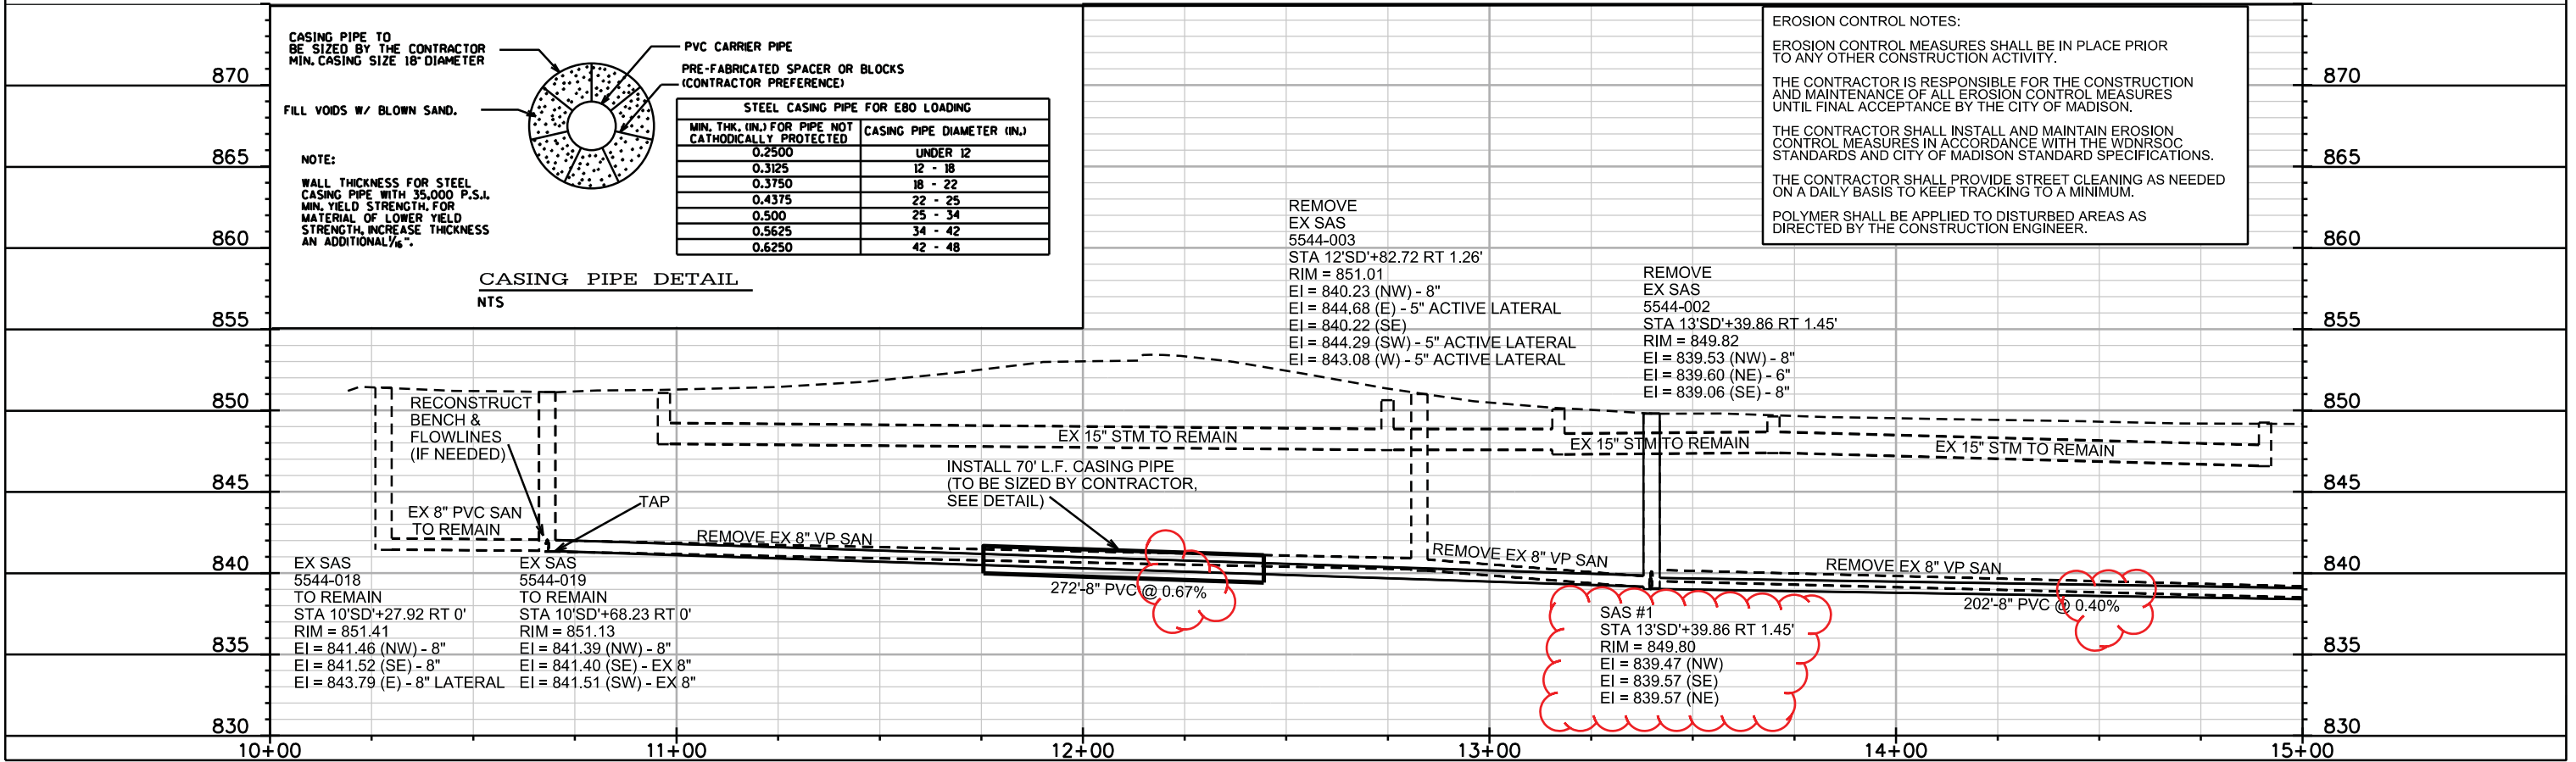 CASING PIPE TO
BE SIZED BY THE CONTRACTOR
MIN. CASING SIZE 18" DIAMETER
FILL VOIDS W/ BLOWN SAND.
PVC CARRIER PIPE
PRE-FABRICATED SPACER OR BLOCKS
(CONTRACTOR PREFERENCE)
NOTE:
WALL THICKNESS FOR STEEL
CASING PIPE WITH 35,000 P.S.I.
MIN. YIELD STRENGTH, FOR
MATERIAL OF LOWER YIELD
STRENGTH, INCREASE THICKNESS
AN ADDITIONAL 1/16".
STEEL CASING PIPE FOR E80 LOADING
MIN. THK. (IN.) FOR PIPE NOT
CATHODICALLY PROTECTED
CASING PIPE DIAMETER (IN.)
0.2500 UNDER 12
0.3125 12 - 18
0.3750 18 - 22
0.4375 22 - 25
0.500 25 - 34
0.5625 34 - 42
0.6250 42 - 48
CASING PIPE DETAIL
NTS
EROSION CONTROL NOTES:
EROSION CONTROL MEASURES SHALL BE IN PLACE PRIOR
TO ANY OTHER CONSTRUCTION ACTIVITY.
THE CONTRACTOR IS RESPONSIBLE FOR THE CONSTRUCTION
AND MAINTENANCE OF ALL EROSION CONTROL MEASURES
UNTIL FINAL ACCEPTANCE BY THE CITY OF MADISON.
THE CONTRACTOR SHALL INSTALL AND MAINTAIN EROSION
CONTROL MEASURES IN ACCORDANCE WITH THE WDNRSOC
STANDARDS AND CITY OF MADISON STANDARD SPECIFICATIONS.
THE CONTRACTOR SHALL PROVIDE STREET CLEANING AS NEEDED
ON A DAILY BASIS TO KEEP TRACKING TO A MINIMUM.
POLYMER SHALL BE APPLIED TO DISTURBED AREAS AS
DIRECTED BY THE CONSTRUCTION ENGINEER.
870
865
860
855
850
845
840
835
830
870
865
860
855
850
845
840
835
830
REMOVE
EX SAS
5544-003
STA 12'SD'+82.72 RT 1.26'
RIM = 851.01
EI = 840.23 (NW) - 8"
EI = 844.68 (E) - 5" ACTIVE LATERAL
EI = 840.22 (SE)
EI = 844.29 (SW) - 5" ACTIVE LATERAL
EI = 843.08 (W) - 5" ACTIVE LATERAL
REMOVE
EX SAS
5544-002
STA 13'SD'+39.86 RT 1.45'
RIM = 849.82
EI = 839.53 (NW) - 8"
EI = 839.60 (NE) - 6"
EI = 839.06 (SE) - 8"
RECONSTRUCT
BENCH &
FLOWLINES
(IF NEEDED)
EX 15" STM TO REMAIN
EX 15" STM TO REMAIN
EX 15" STM TO REMAIN
INSTALL 70' L.F. CASING PIPE
(TO BE SIZED BY CONTRACTOR,
SEE DETAIL)
TAP
EX 8" PVC SAN
TO REMAIN
REMOVE EX 8" VP SAN
REMOVE EX 8" VP SAN
REMOVE EX 8" VP SAN
272'-8" PVC @ 0.67%
202'-8" PVC @ 0.40%
EX SAS
5544-018
TO REMAIN
STA 10'SD'+27.92 RT 0'
RIM = 851.41
EI = 841.46 (NW) - 8"
EI = 841.52 (SE) - 8"
EI = 843.79 (E) - 8" LATERAL
EX SAS
5544-019
TO REMAIN
STA 10'SD'+68.23 RT 0'
RIM = 851.13
EI = 841.39 (NW) - 8"
EI = 841.40 (SE) - EX 8"
EI = 841.51 (SW) - EX 8"
SAS #1
STA 13'SD'+39.86 RT 1.45'
RIM = 849.80
EI = 839.47 (NW)
EI = 839.57 (SE)
EI = 839.57 (NE)
10+00
11+00
12+00
13+00
14+00
15+00